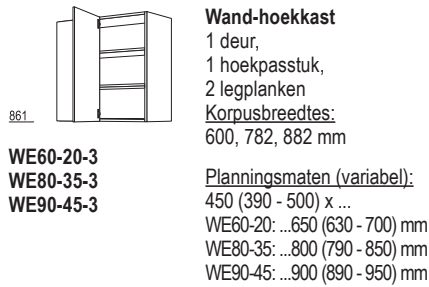 Wand-hoekkast
1 deur,
1 hoekpasstuk,
2 legplanken
Korpusbreedtes:
600, 782, 882 mm
861
WE60-20-3
WE80-35-3
WE90-45-3
Planningsmaten (variabel):
450 (390 - 500) x ...
WE60-20: ...650 (630 - 700) mm
WE80-35: ...800 (790 - 850) mm
WE90-45: ...900 (890 - 950) mm